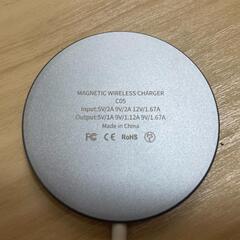 MAGNETIC WIRELESS CHARGER
C05
Input:5V/2A 9V/2A 12V/1.67A
Output:5V/1A 9V/1.12A 9V/1.67A
Made in China
CE FC RoHS